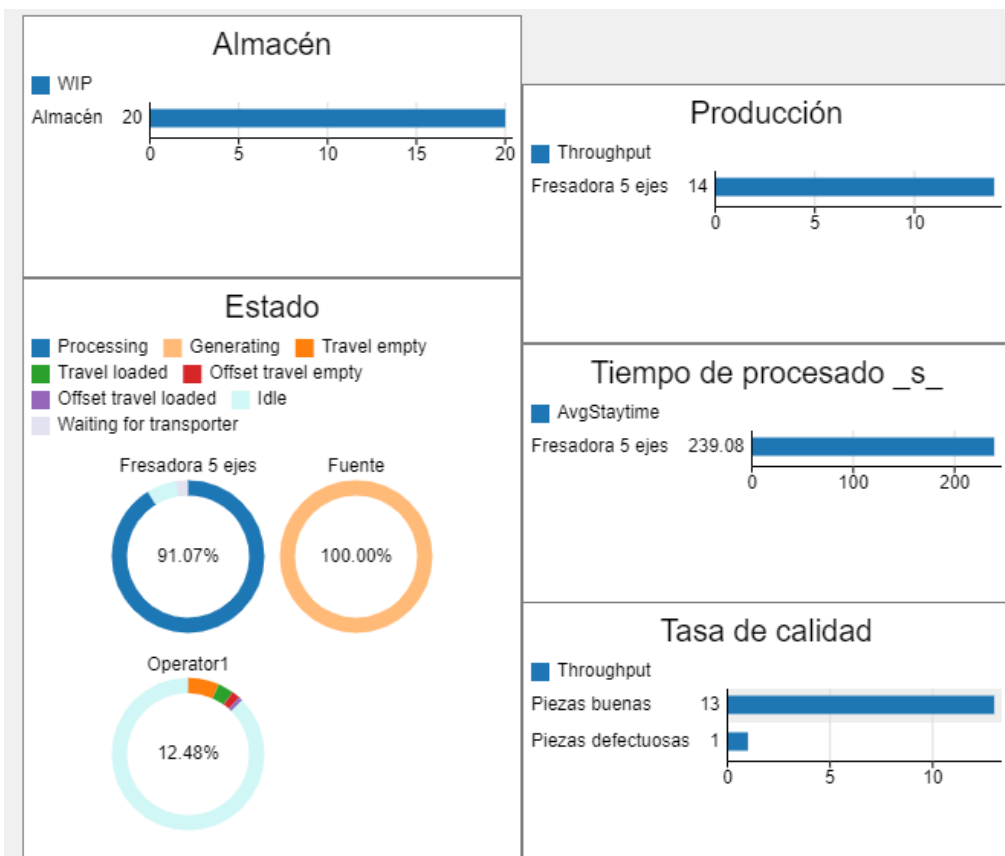 Almacén
WIP
Almacén 20
0 5 10 15 20
Estado
Processing Generating Travel empty
Travel loaded Offset travel empty
Offset travel loaded Idle
Waiting for transporter
Fresadora 5 ejes Fuente
91.07% 100.00%
Operator1
12.48%
Producción
Throughput
Fresadora 5 ejes 14
0 5 10
Tiempo de procesado _s_
AvgStaytime
Fresadora 5 ejes 239.08
0 100 200
Tasa de calidad
Throughput
Piezas buenas 13
Piezas defectuosas 1
0 5 10